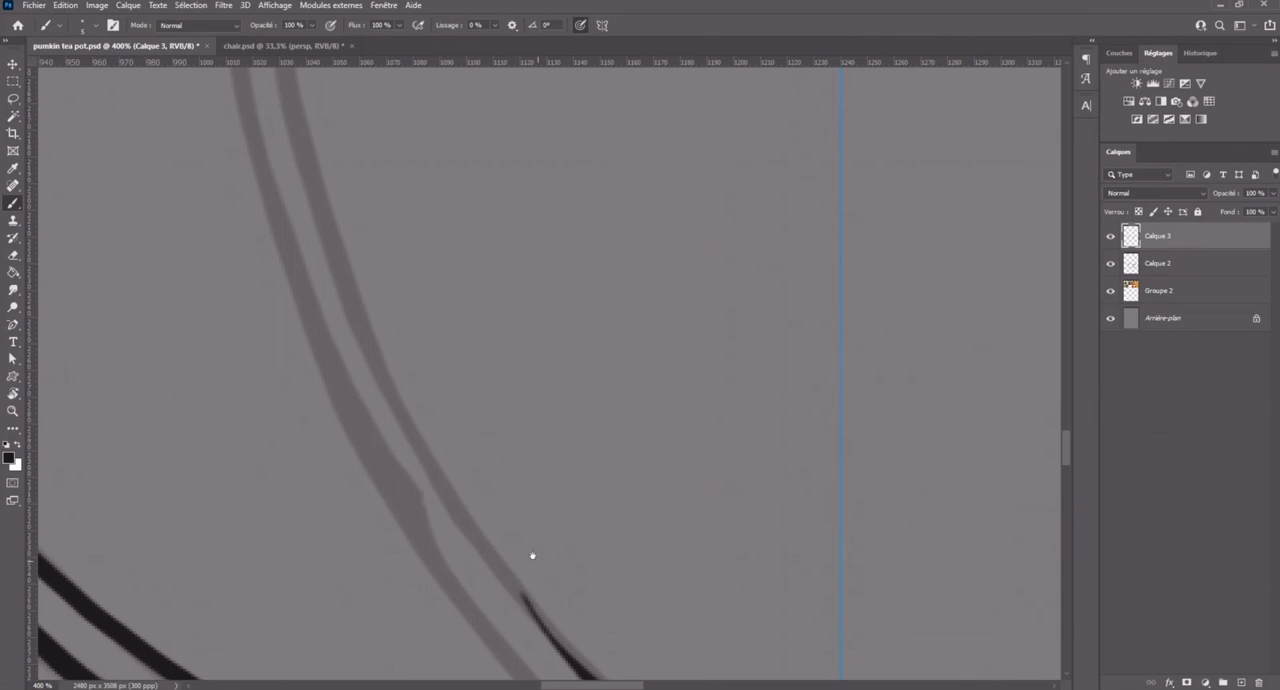 Ps Fichier Edition Image Calque Texte Sélection Filtre 3D Affichage Plug-ins Modules externes Fenêtre Aide
5 Mode : Normal Opacité : 100 % Flux : 100 % Lissage : 0 % 0°
pumkin tea pot.psd @ 400% (Calque 3, RVB/8) * × chair.psd @ 33,3% (persp, RVB/8) * ×
940 950 960 970 980 990 1000 1010 1020 1030 1040 1050 1060 1070 1080 1090 1100 1110 1120 1130 1140 1150 1160 1170 1180 1190 1200 1210 1220 1230 1240 1250 1260 1270 1280 1290 1300 1310
Couches Réglages Historique
Ajouter un réglage
Calques
Type
Normal Opacité : 100 %
Verrou : Fond : 100 %
Calque 3
Calque 2
Groupe 2
Arrière-plan
fx
400 % 2480 px x 3508 px (300 ppp)